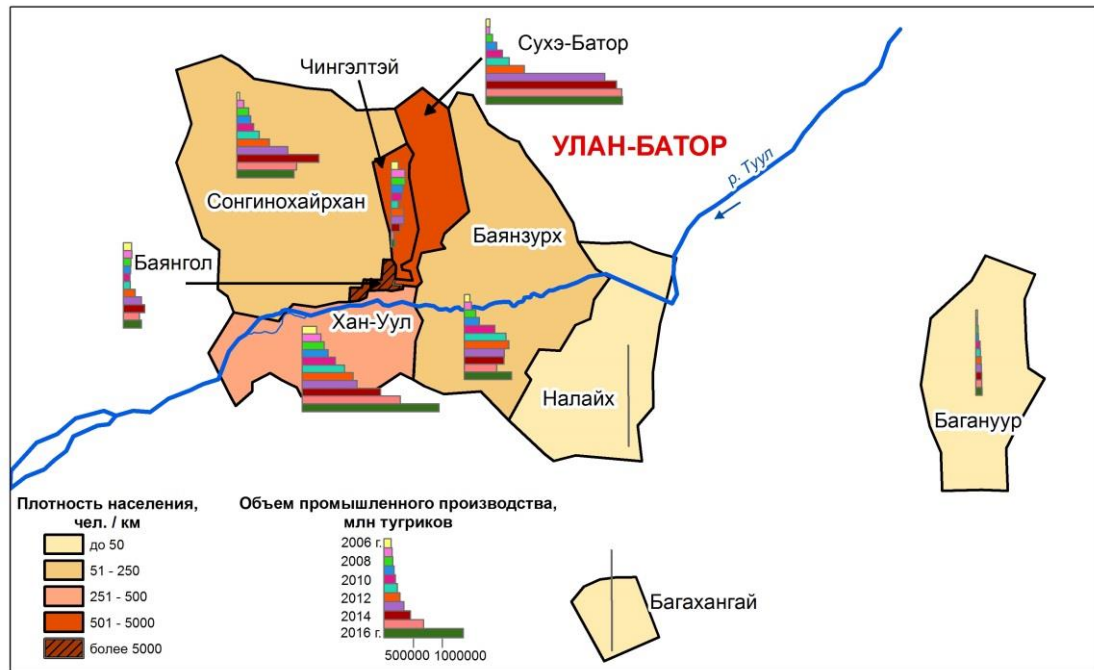 Сухэ-Батор
Чингэлтэй
УЛАН-БАТОР
р. Туул
Сонгинохайрхан
Баянзурх
Баянгол
Хан-Уул
Налайх
Багануур
Плотность населения,
чел. / км
до 50
51 - 250
251 - 500
501 - 5000
более 5000
Объем промышленного производства,
млн тугриков
2006 г.
2008
2010
2012
2014
2016 г.
500000 1000000
Багахангай